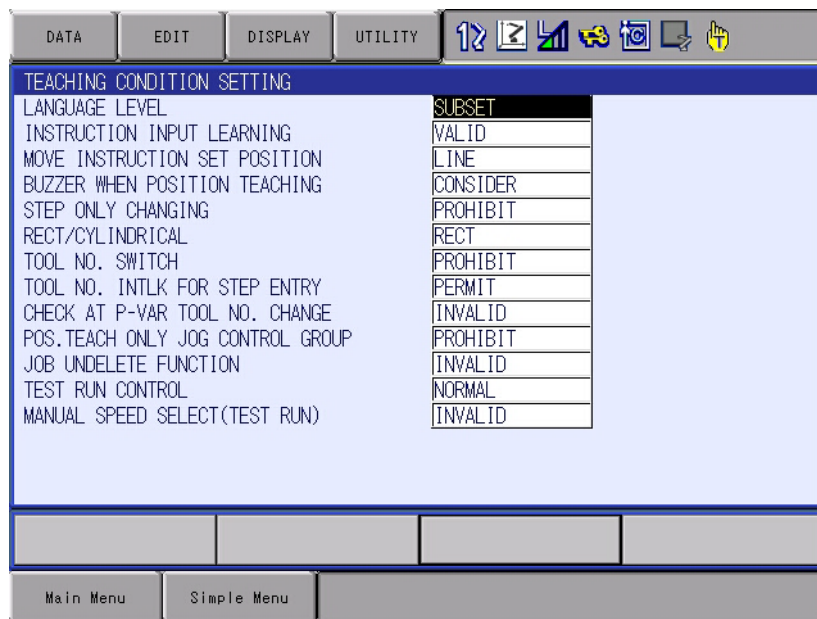 DATA EDIT DISPLAY UTILITY
TEACHING CONDITION SETTING
LANGUAGE LEVEL SUBSET
INSTRUCTION INPUT LEARNING VALID
MOVE INSTRUCTION SET POSITION LINE
BUZZER WHEN POSITION TEACHING CONSIDER
STEP ONLY CHANGING PROHIBIT
RECT/CYLINDRICAL RECT
TOOL NO. SWITCH PROHIBIT
TOOL NO. INTLK FOR STEP ENTRY PERMIT
CHECK AT P-VAR TOOL NO. CHANGE INVALID
POS.TEACH ONLY JOG CONTROL GROUP PROHIBIT
JOB UNDELETE FUNCTION INVALID
TEST RUN CONTROL NORMAL
MANUAL SPEED SELECT(TEST RUN) INVALID
Main Menu Simple Menu